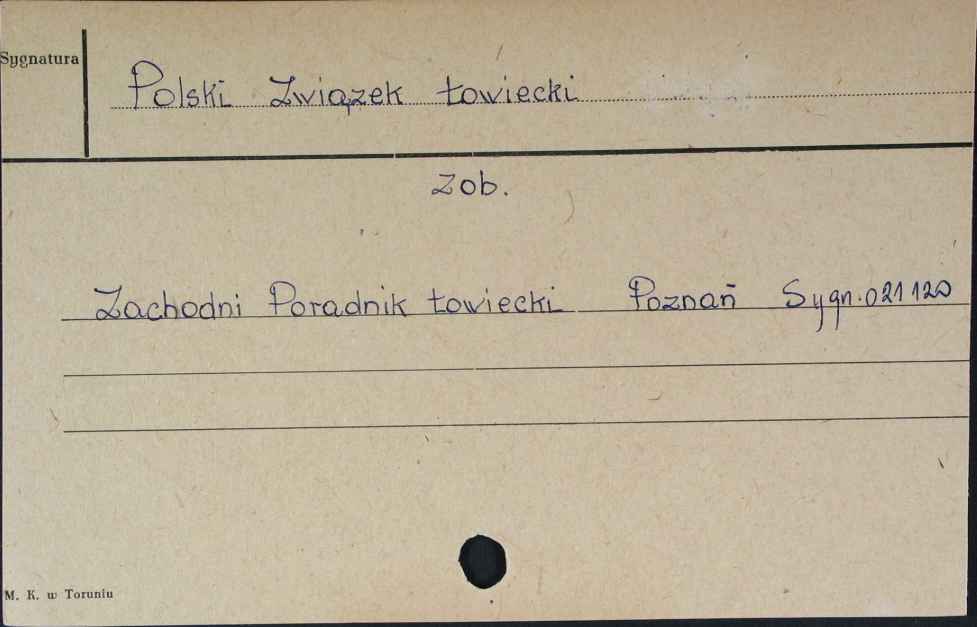 Sygnatura
Polski Związek Łowiecki
zob.
Zachodni Poradnik Łowiecki Poznań Sygn. 021120
M. K. w Toruniu